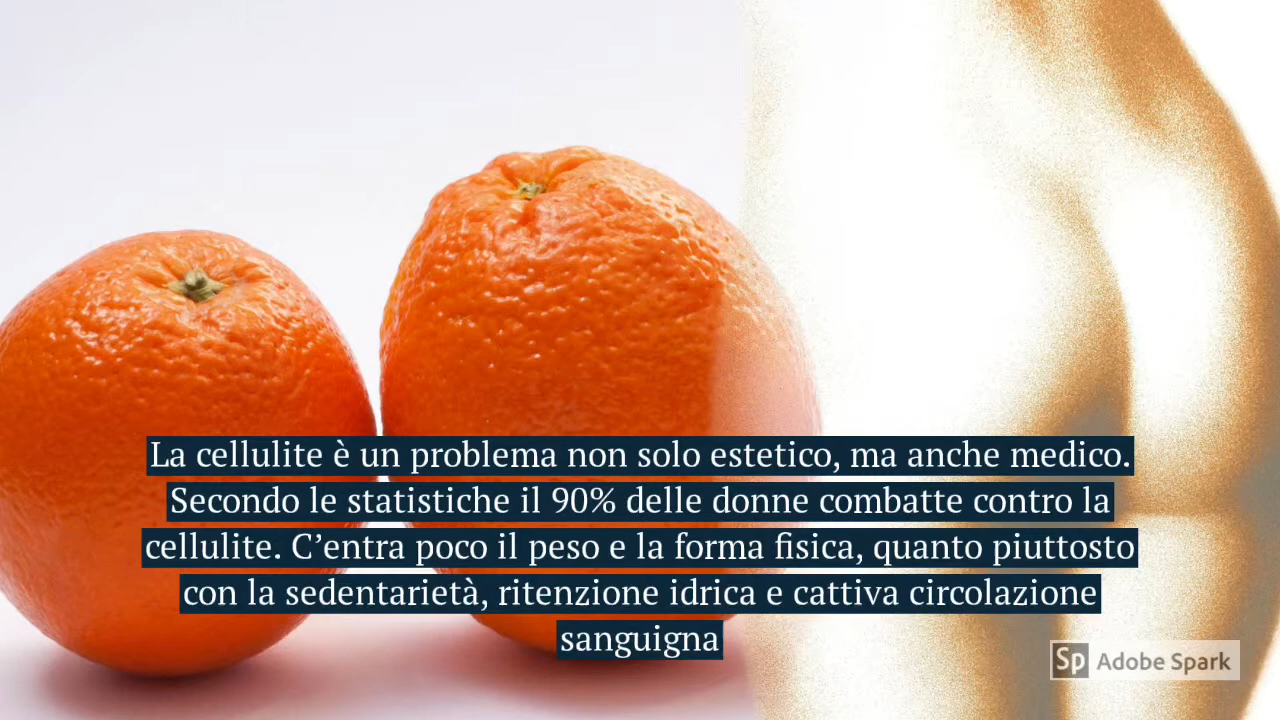 La cellulite è un problema non solo estetico, ma anche medico.
Secondo le statistiche il 90% delle donne combatte contro la
cellulite. C’entra poco il peso e la forma fisica, quanto piuttosto
con la sedentarietà, ritenzione idrica e cattiva circolazione
sanguigna
Sp Adobe Spark